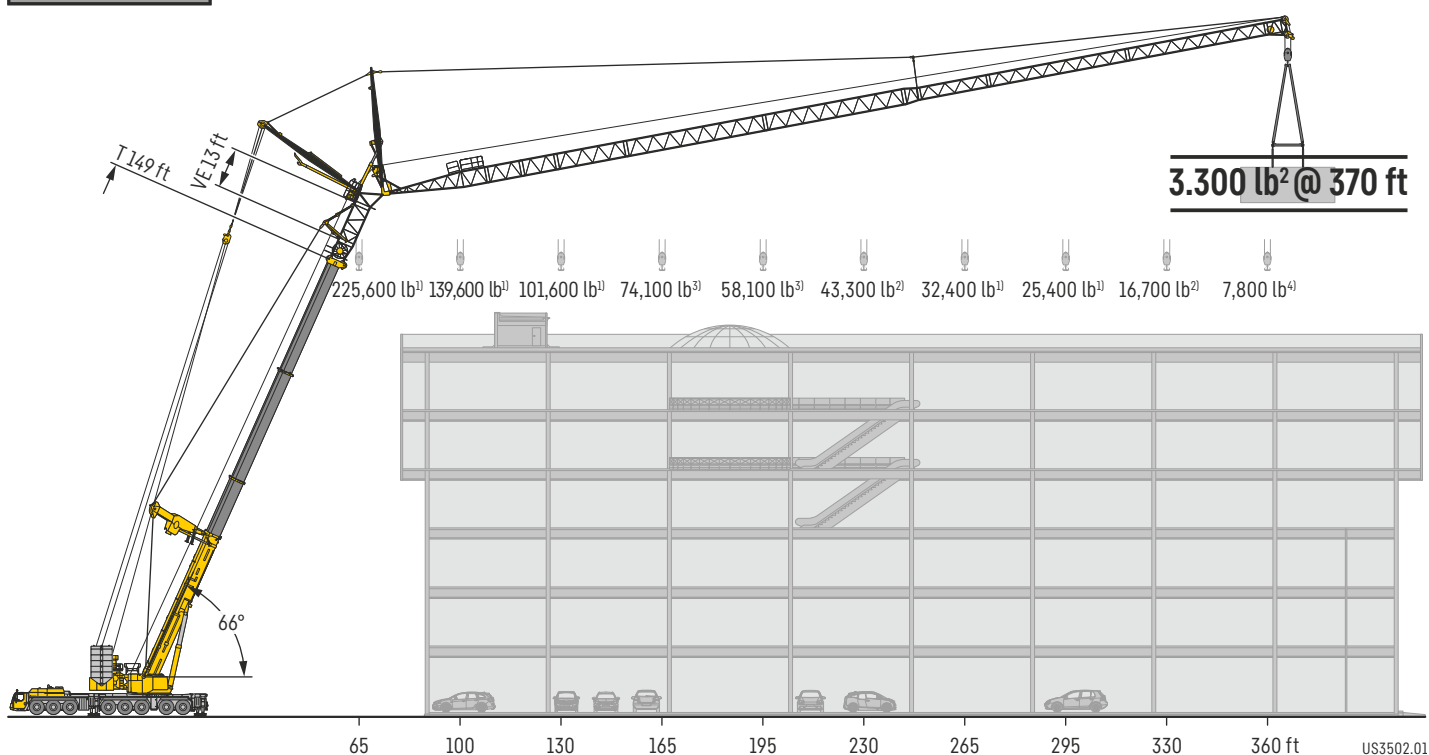 T 149 ft
VE 13 ft
3.300 lb² @ 370 ft
225,600 lb¹⁾ 139,600 lb¹⁾ 101,600 lb¹⁾ 74,100 lb³⁾ 58,100 lb³⁾ 43,300 lb²⁾ 32,400 lb¹⁾ 25,400 lb¹⁾ 16,700 lb²⁾ 7,800 lb⁴⁾
66°
65 100 130 165 195 230 265 295 330 360 ft
US3502.01